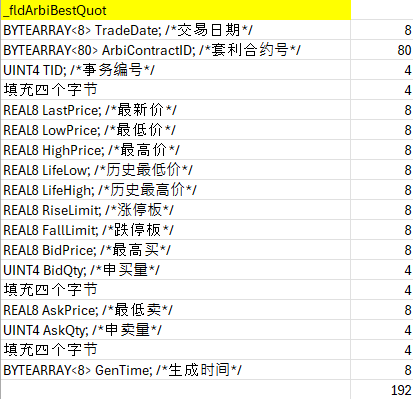 _fldArbiBestQuot
BYTEARRAY<8> TradeDate; /*交易日期*/ 8
BYTEARRAY<80> ArbiContractID; /*套利合约号*/ 80
UINT4 TID; /*事务编号*/ 4
填充四个字节 4
REAL8 LastPrice; /*最新价*/ 8
REAL8 LowPrice; /*最低价*/ 8
REAL8 HighPrice; /*最高价*/ 8
REAL8 LifeLow; /*历史最低价*/ 8
REAL8 LifeHigh; /*历史最高价*/ 8
REAL8 RiseLimit; /*涨停板*/ 8
REAL8 FallLimit; /*跌停板*/ 8
REAL8 BidPrice; /*最高买*/ 8
UINT4 BidQty; /*申买量*/ 4
填充四个字节 4
REAL8 AskPrice; /*最低卖*/ 8
UINT4 AskQty; /*申卖量*/ 4
填充四个字节 4
BYTEARRAY<8> GenTime; /*生成时间*/ 8
192